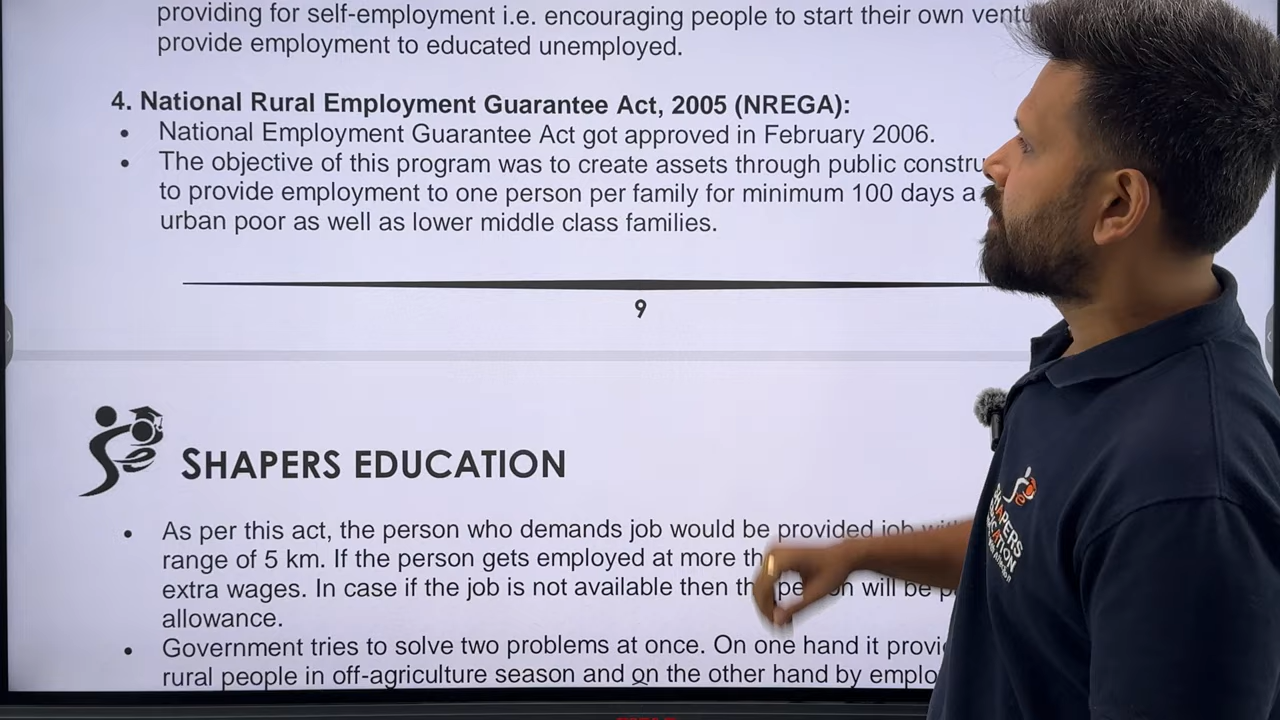 providing for self-employment i.e. encouraging people to start their own
provide employment to educated unemployed.
4. National Rural Employment Guarantee Act, 2005 (NREGA):
• National Employment Guarantee Act got approved in February 2006.
• The objective of this program was to create assets through public
to provide employment to one person per family for minimum 100 days a
urban poor as well as lower middle class families.
9
SHAPERS EDUCATION
• As per this act, the person who demands job would be provided job
range of 5 km. If the person gets employed at more
extra wages. In case if the job is not available then will be
allowance.
• Government tries to solve two problems at once. On one hand it
rural people in off-agriculture season and on the other hand by
SHAPERS
EDUCATION